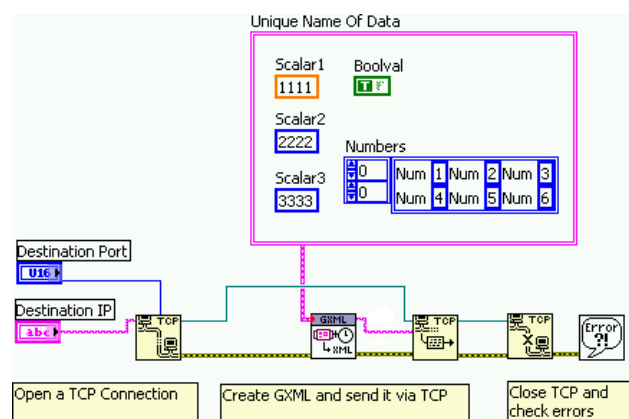 Unique Name Of Data
Scalar1 Boolval
1111 T
Scalar2
2222 Numbers
0 Num 1 Num 2 Num 3
Scalar3
3333 0 Num 4 Num 5 Num 6
Destination Port
U16
Destination IP
abc
TCP GXML TCP TCP Error
XML ?!
Open a TCP Connection
Create GXML and send it via TCP
Close TCP and
check errors